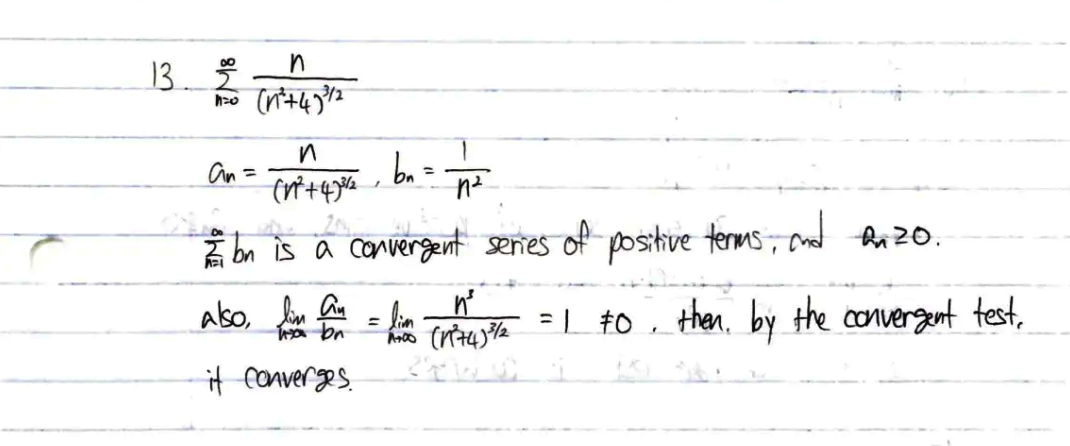 13. $\sum_{n=0}^{\infty} \frac{n}{(n^2+4)^{3/2}}$
$a_n = \frac{n}{(n^2+4)^{3/2}}$, $b_n = \frac{1}{n^2}$
$\sum_{n=1}^{\infty} b_n$ is a convergent series of positive terms, and $a_n \geq 0$.
also, $\lim_{n\to\infty} \frac{a_n}{b_n} = \lim_{n\to\infty} \frac{n^3}{(n^2+4)^{3/2}} = 1 \neq 0$. then. by the convergent test,
it converges.